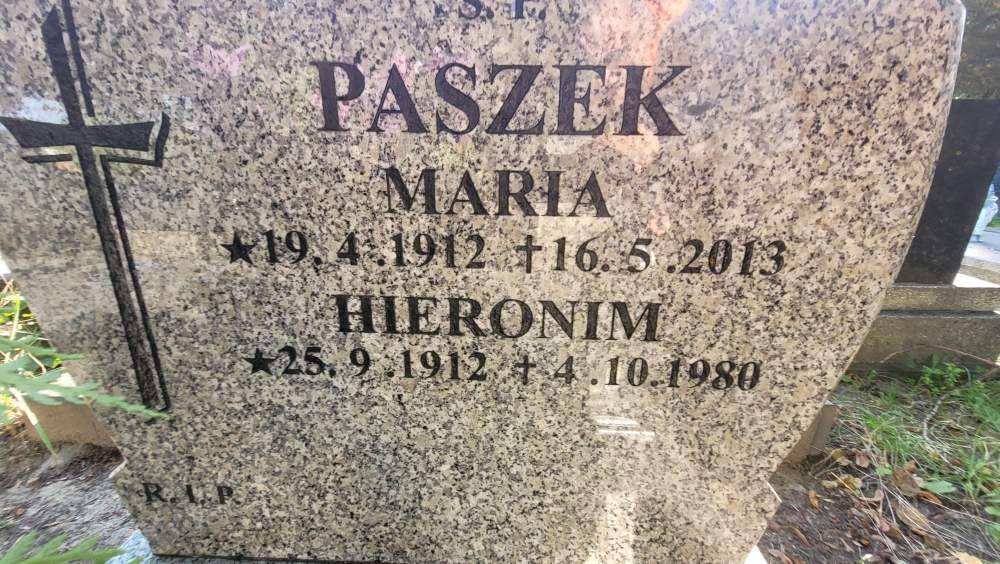 Ś. P.
PASZEK
MARIA
★19.4.1912 †16.5.2013
HIERONIM
★25.9.1912 †4.10.1980
R.I.P.